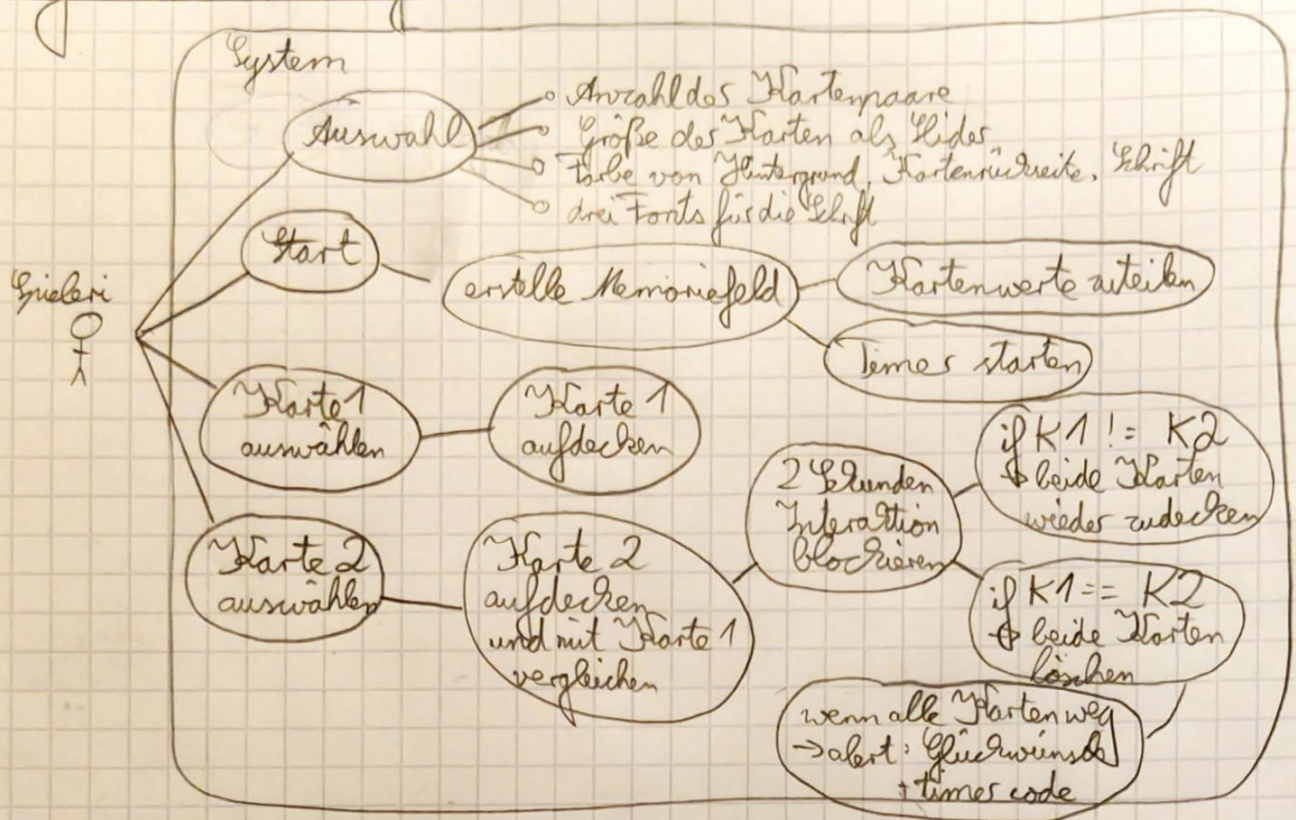 System
Auswahl
Anzahl des Kartenpaare
Größe der Karten als Slider
Farbe von Hintergrund, Kartenrückseite, Schrift
drei Fonts für die Schrift
Start
erstelle Memoriefeld
Kartenwerte zuteilen
Timer starten
Spieleri
Karte 1
auswählen
Karte 1
aufdecken
Karte 2
auswählen
Karte 2
aufdecken
und mit Karte 1
vergleichen
2 Sekunden
Interaktion
blockieren
if K1 != K2
↳ beide Karten
wieder zudecken
if K1 == K2
↳ beide Karten
löschen
wenn alle Karten weg
→ alert: Glückwunsch
+ timer code